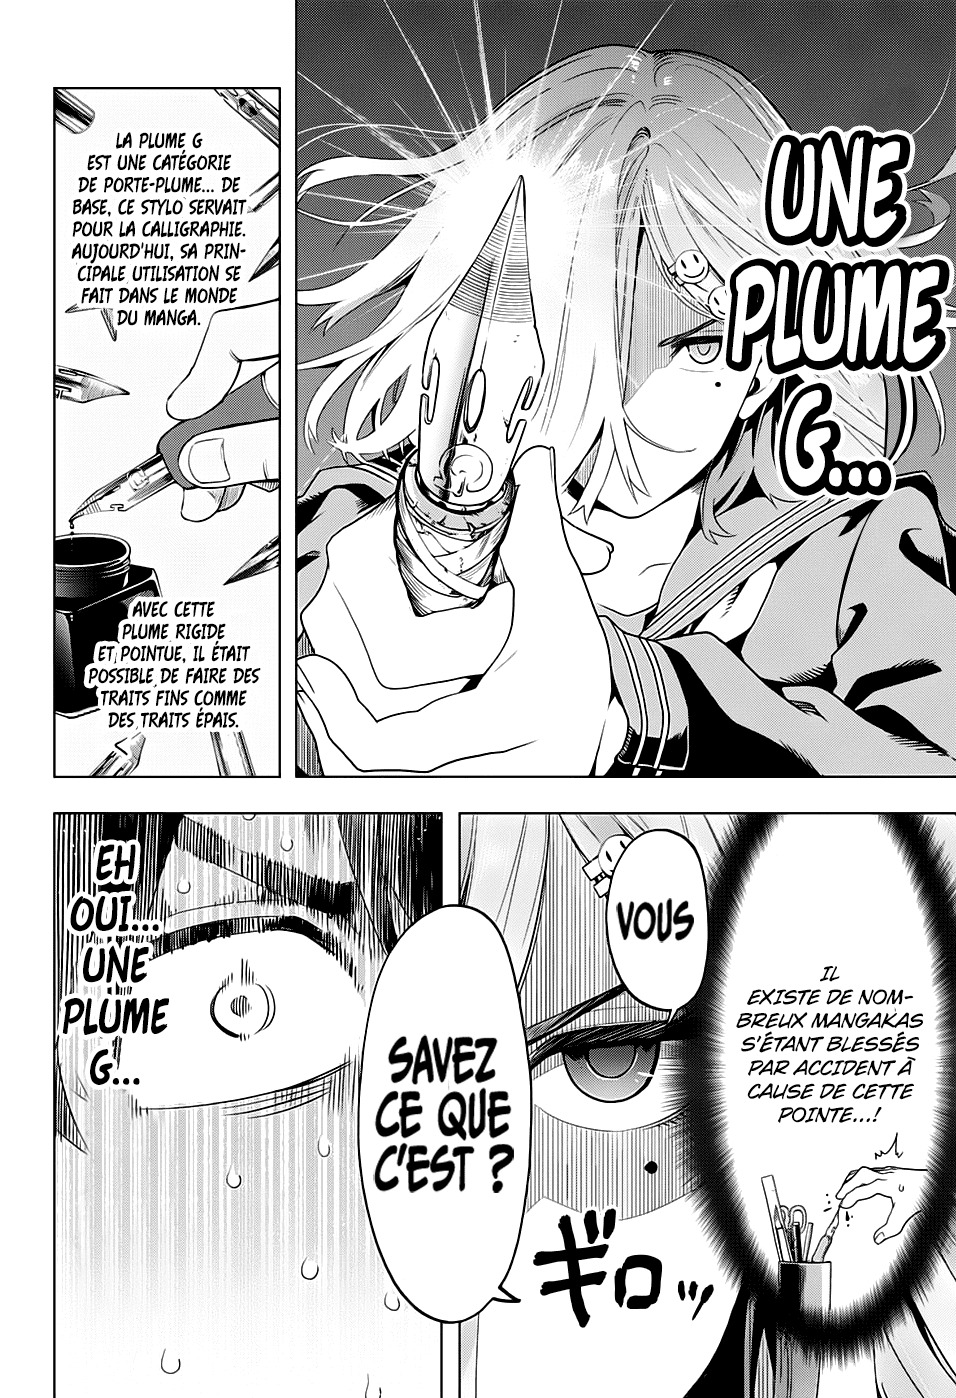 UNE
PLUME
G...
LA PLUME G
EST UNE CATÉGORIE
DE PORTE-PLUME... DE
BASE, CE STYLO SERVAIT
POUR LA CALLIGRAPHIE.
AUJOURD'HUI, SA PRIN-
CIPALE UTILISATION SE
FAIT DANS LE MONDE
DU MANGA.
AVEC CETTE
PLUME RIGIDE
ET POINTUE, IL ÉTAIT
POSSIBLE DE FAIRE DES
TRAITS FINS COMME
DES TRAITS ÉPAIS.
IL
EXISTE DE NOM-
BREUX MANGAKAS
S'ÉTANT BLESSÉS
PAR ACCIDENT À
CAUSE DE CETTE
POINTE...!
VOUS
SAVEZ
CE QUE
C'EST ?
ギロッ
EH
OUI...
UNE
PLUME
G...